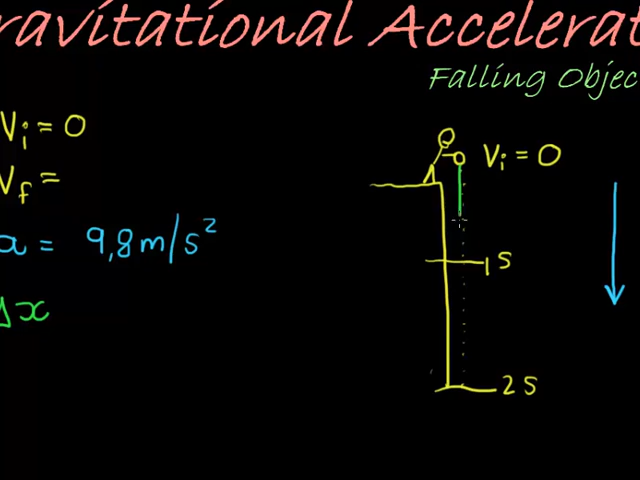 ravitational Accelerat
Falling Objec
Vi = 0
Vf =
a = 9,8 m/s²
Δx
Vi = 0
1 s
2 s